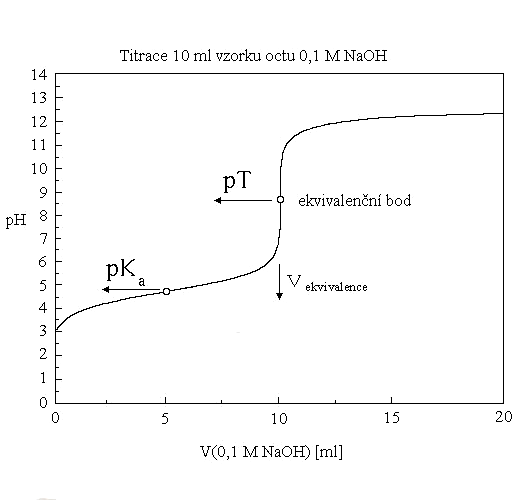 Titrace 10 ml vzorku octu 0,1 M NaOH
14
13
12
11
10
9
8
7
6
5
4
3
2
1
0
pH
pT
ekvivalenční bod
pKa
V ekvivalence
0 5 10 15 20
V(0,1 M NaOH) [ml]